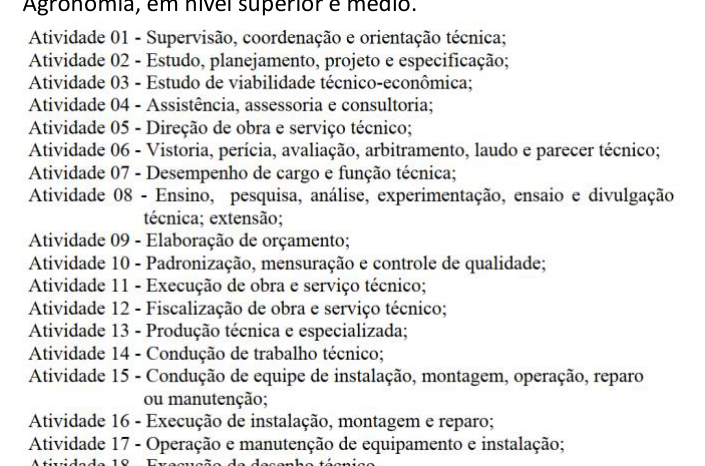 Agronomia, em nível superior e médio.
Atividade 01 - Supervisão, coordenação e orientação técnica;
Atividade 02 - Estudo, planejamento, projeto e especificação;
Atividade 03 - Estudo de viabilidade técnico-econômica;
Atividade 04 - Assistência, assessoria e consultoria;
Atividade 05 - Direção de obra e serviço técnico;
Atividade 06 - Vistoria, perícia, avaliação, arbitramento, laudo e parecer técnico;
Atividade 07 - Desempenho de cargo e função técnica;
Atividade 08 - Ensino, pesquisa, análise, experimentação, ensaio e divulgação
técnica; extensão;
Atividade 09 - Elaboração de orçamento;
Atividade 10 - Padronização, mensuração e controle de qualidade;
Atividade 11 - Execução de obra e serviço técnico;
Atividade 12 - Fiscalização de obra e serviço técnico;
Atividade 13 - Produção técnica e especializada;
Atividade 14 - Condução de trabalho técnico;
Atividade 15 - Condução de equipe de instalação, montagem, operação, reparo
ou manutenção;
Atividade 16 - Execução de instalação, montagem e reparo;
Atividade 17 - Operação e manutenção de equipamento e instalação;
Atividade 18 - Execução de desenho técnico